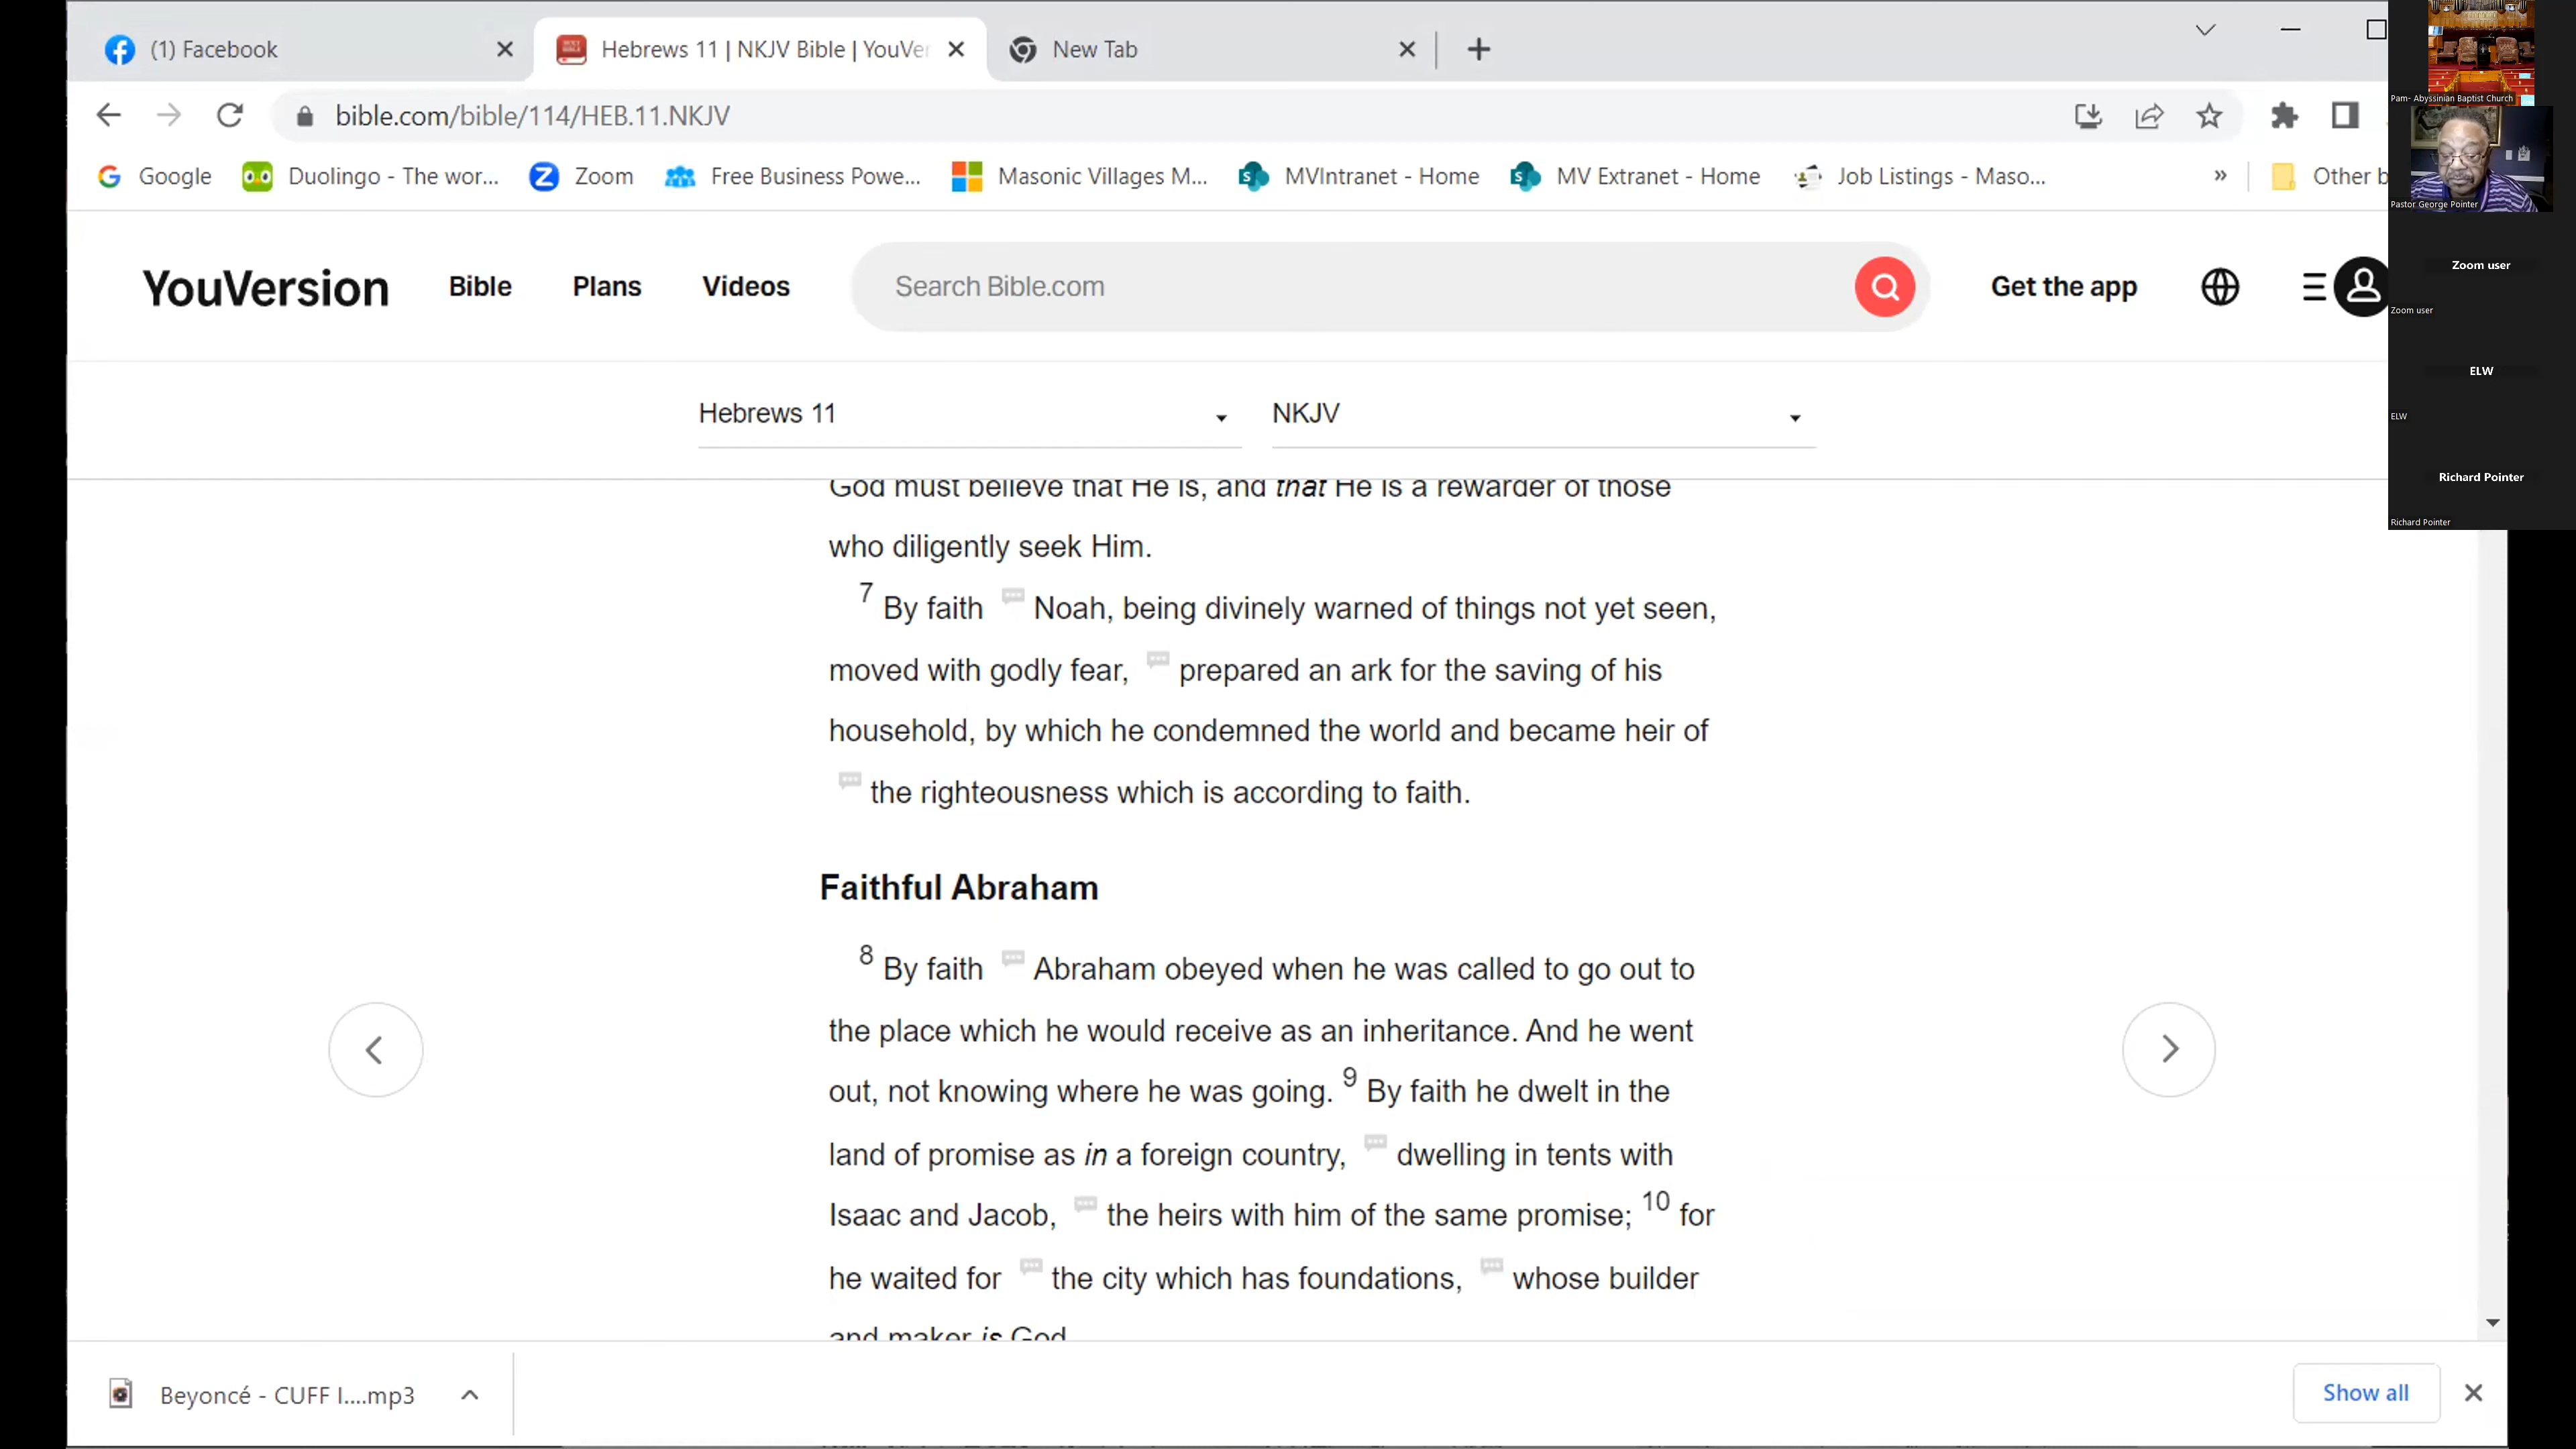 (1) Facebook
Hebrews 11 | NKJV Bible | YouVer
New Tab
bible.com/bible/114/HEB.11.NKJV
Google
Duolingo - The wor...
Zoom
Free Business Powe...
Masonic Villages M...
MVIntranet - Home
MV Extranet - Home
Job Listings - Maso...
»
Other b
YouVersion
Bible
Plans
Videos
Search Bible.com
Get the app
Hebrews 11
NKJV
God must believe that He is, and that He is a rewarder of those
who diligently seek Him.
7 By faith Noah, being divinely warned of things not yet seen,
moved with godly fear, prepared an ark for the saving of his
household, by which he condemned the world and became heir of
the righteousness which is according to faith.
Faithful Abraham
8 By faith Abraham obeyed when he was called to go out to
the place which he would receive as an inheritance. And he went
out, not knowing where he was going. 9 By faith he dwelt in the
land of promise as in a foreign country, dwelling in tents with
Isaac and Jacob, the heirs with him of the same promise; 10 for
he waited for the city which has foundations, whose builder
and maker is God
Beyoncé - CUFF I....mp3
Show all
Pam- Abyssinian Baptist Church
Pastor George Pointer
Zoom user
Zoom user
ELW
ELW
Richard Pointer
Richard Pointer